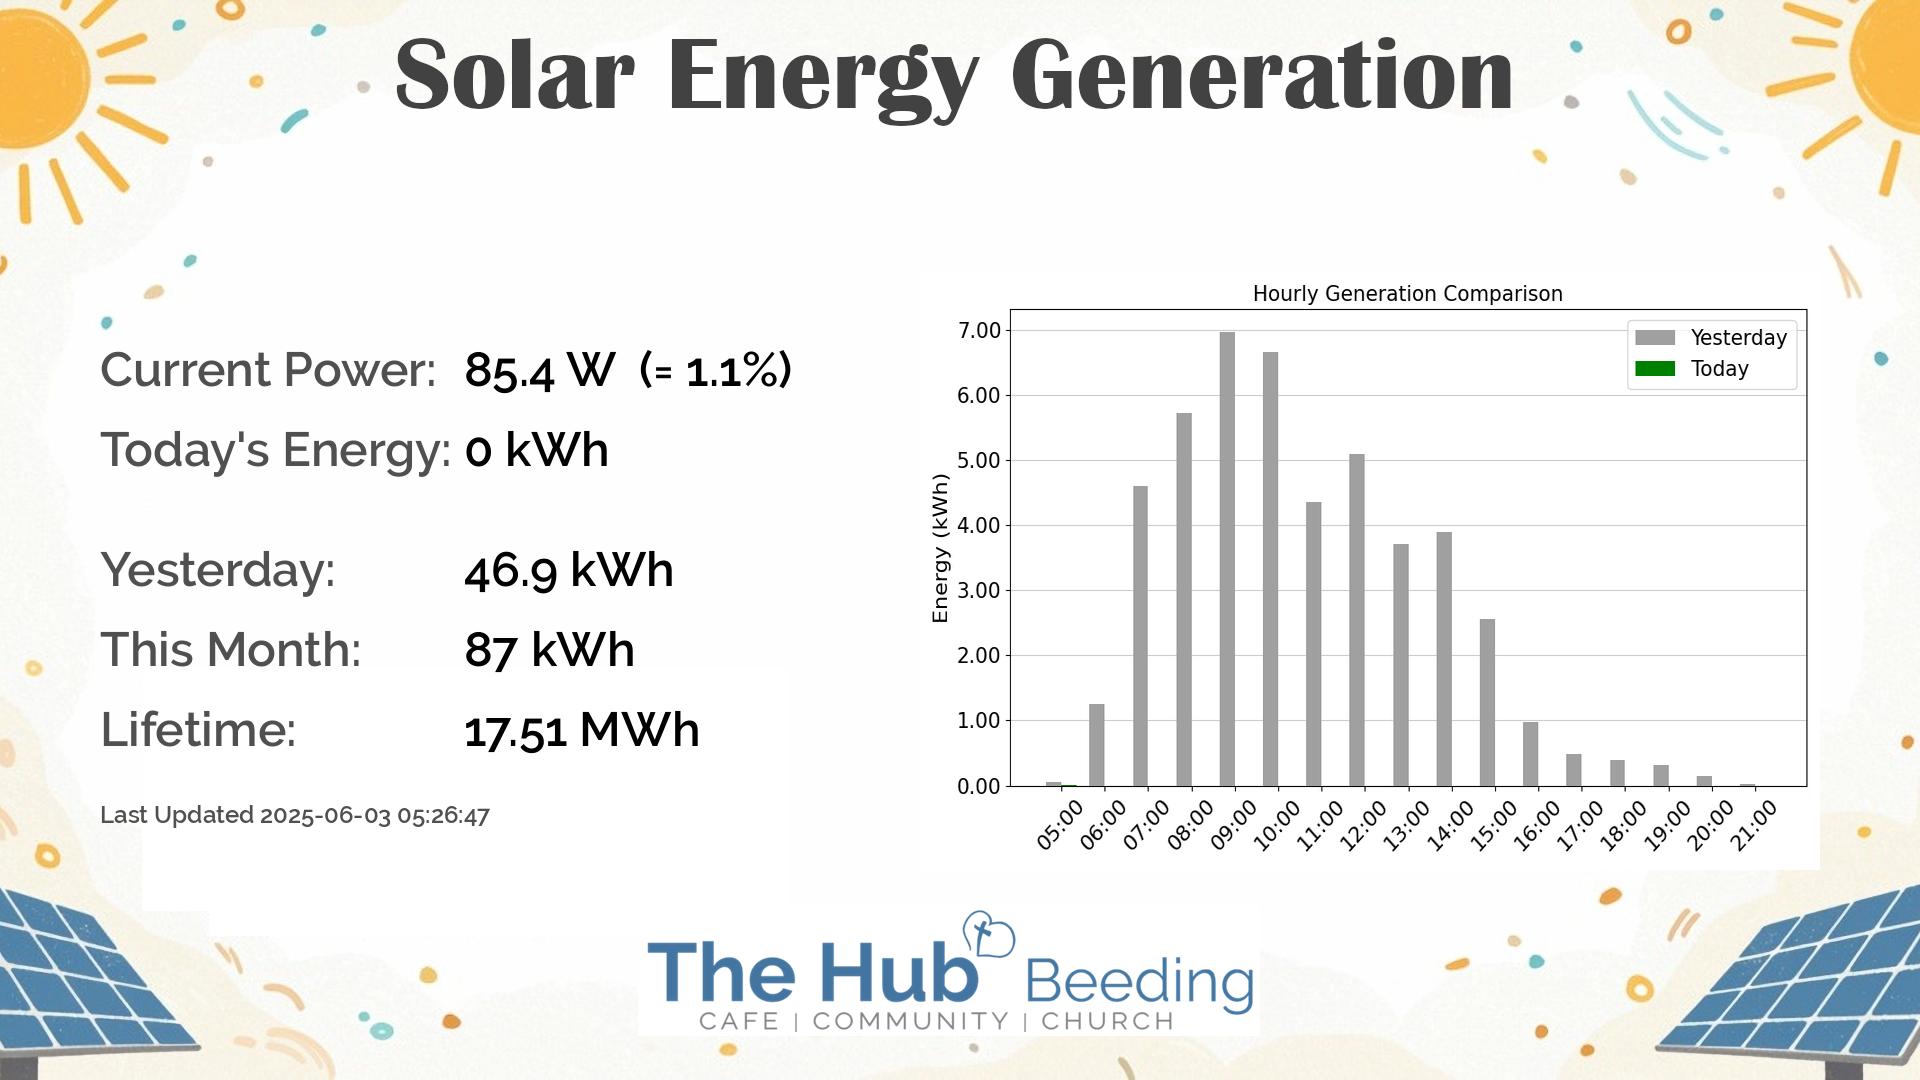 Solar Energy Generation
Current Power: 85.4 W (= 1.1%)
Today's Energy: 0 kWh
Yesterday: 46.9 kWh
This Month: 87 kWh
Lifetime: 17.51 MWh
Last Updated 2025-06-03 05:26:47
Hourly Generation Comparison
Yesterday
Today
Energy (kWh)
7.00
6.00
5.00
4.00
3.00
2.00
1.00
0.00
05:00 06:00 07:00 08:00 09:00 10:00 11:00 12:00 13:00 14:00 15:00 16:00 17:00 18:00 19:00 20:00 21:00
The Hub Beeding
CAFE | COMMUNITY | CHURCH